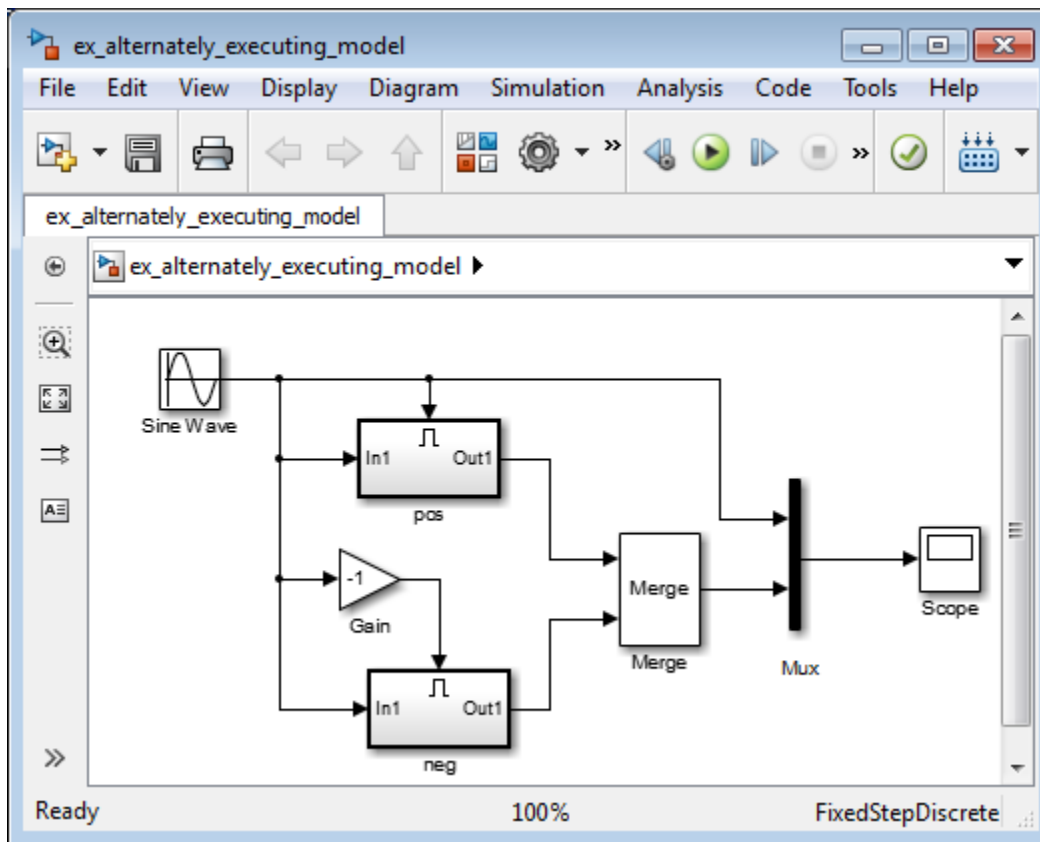 ex_alternately_executing_model
File Edit View Display Diagram Simulation Analysis Code Tools Help
» »
ex_alternately_executing_model
ex_alternately_executing_model
Sine Wave
In1 Out1
pos
-1
Gain
Merge
Merge
Mux
Scope
In1 Out1
neg
A
»
Ready 100% FixedStepDiscrete